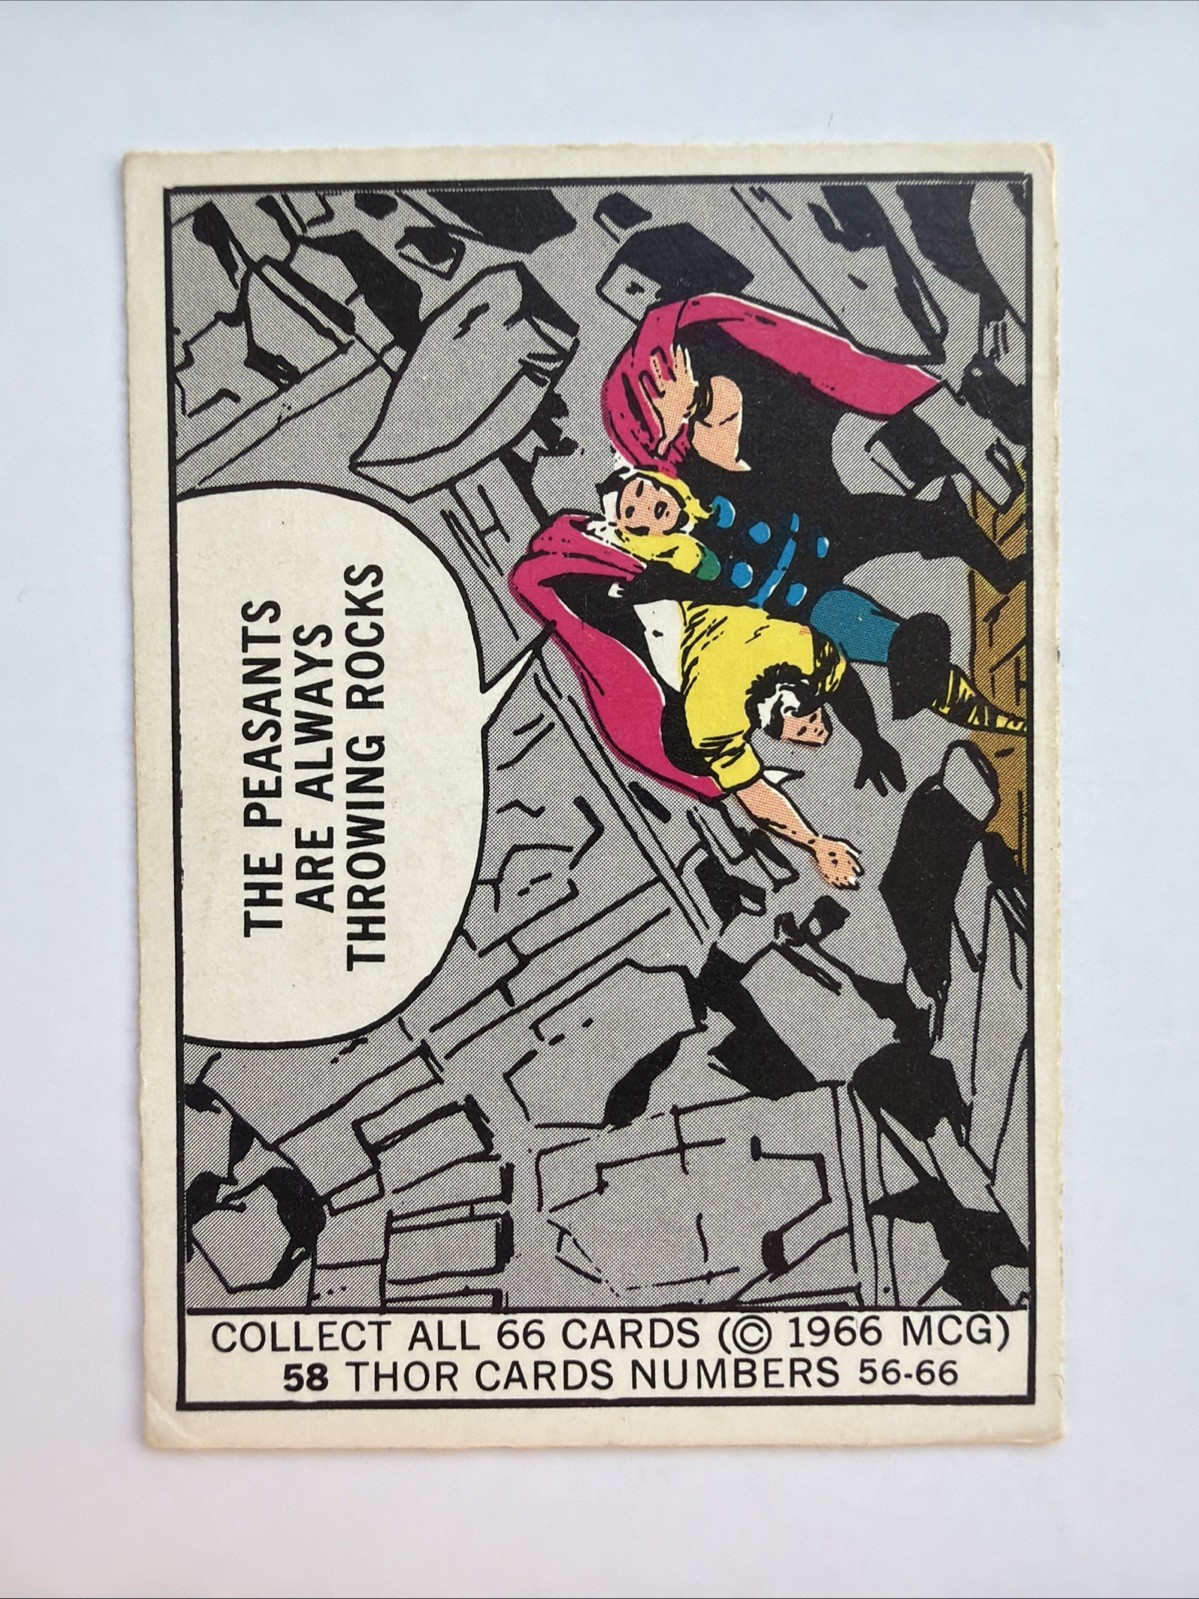 THE PEASANTS
ARE ALWAYS
THROWING ROCKS
COLLECT ALL 66 CARDS (© 1966 MCG)
58 THOR CARDS NUMBERS 56-66